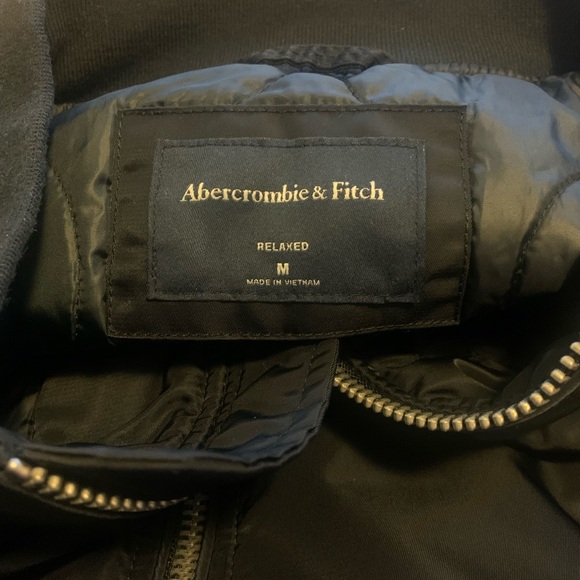 Abercrombie & Fitch
RELAXED
M
MADE IN VIETNAM